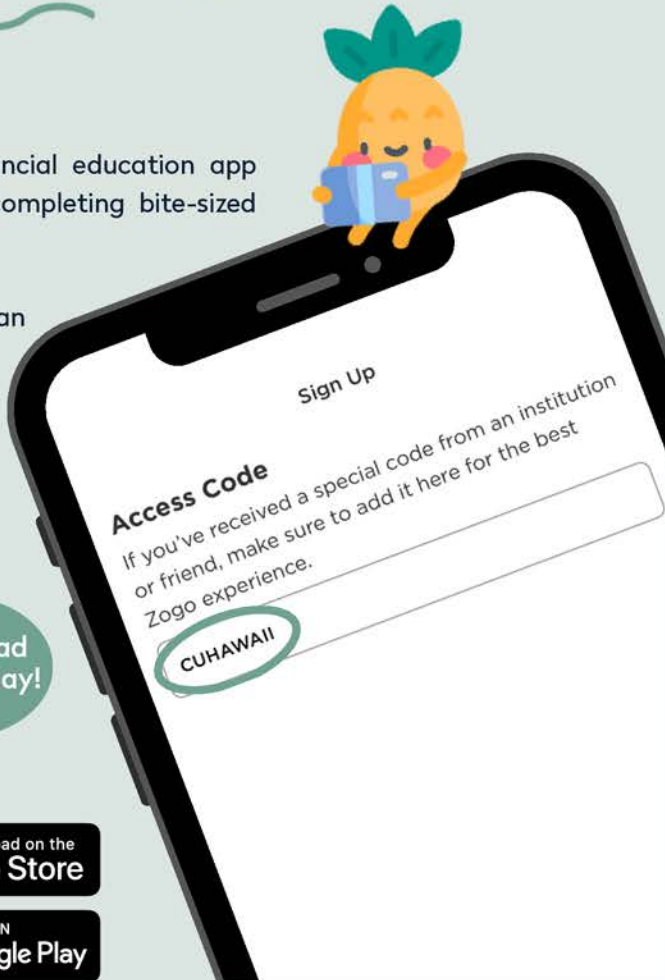 ncial education app
ompleting bite-sized
an
Sign Up
Access Code
If you've received a special code from an institution
or friend, make sure to add it here for the best
Zogo experience.
CUHAWAII
ad
ay!
ad on the
Store
N
gle Play